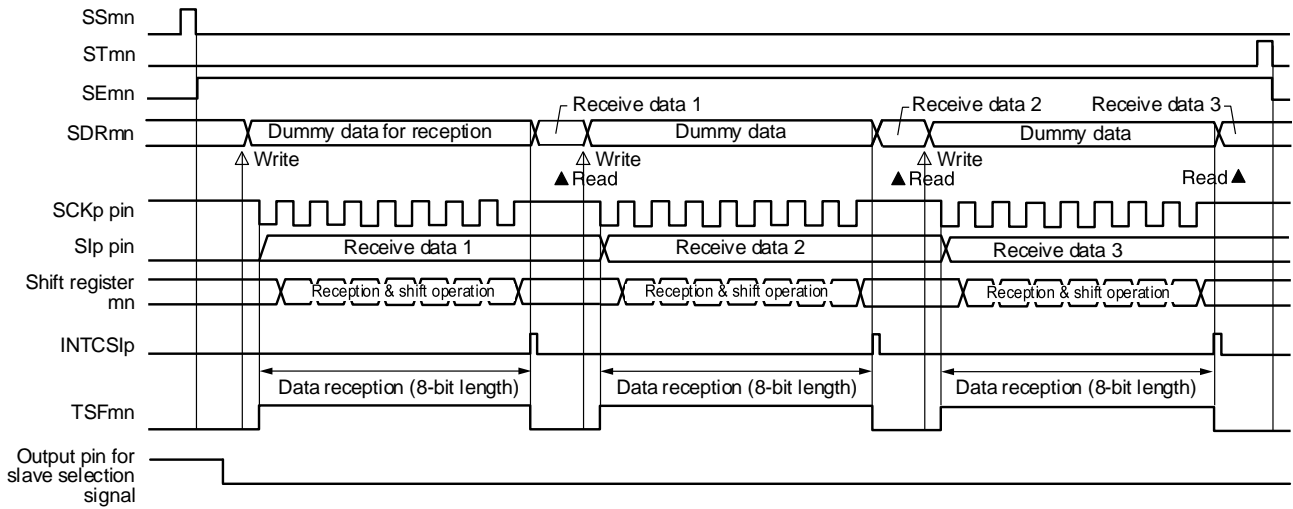 SSmn
STmn
SEmn
Receive data 1 Receive data 2 Receive data 3
SDRmn Dummy data for reception Dummy data Dummy data
△ Write △ Write △ Write
▲ Read ▲ Read Read ▲
SCKp pin
SIp pin Receive data 1 Receive data 2 Receive data 3
Shift register
mn
Reception & shift operation Reception & shift operation Reception & shift operation
INTCSIp
Data reception (8-bit length) Data reception (8-bit length) Data reception (8-bit length)
TSFmn
Output pin for
slave selection
signal